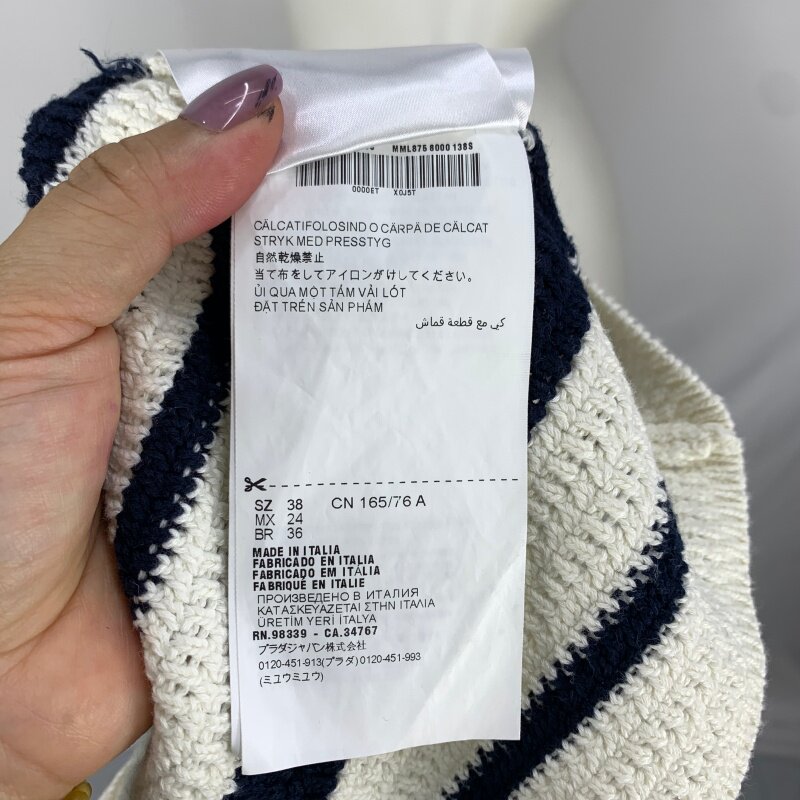 MML875 8000 138S
0000ET X0J5T
CĂLCATIFOLOSIND O CÂRPĂ DE CĂLCAT
STRYK MED PRESSTYG
自然乾燥禁止
当て布をしてアイロンがけしてください。
ỦI QUA MỘT TẤM VẢI LÓT
ĐẶT TRÊN SẢN PHẨM
كي مع قطعة قماش
SZ 38 CN 165/76 A
MX 24
BR 36
MADE IN ITALIA
FABRICADO EN ITALIA
FABRICADO EM ITÁLIA
FABRIQUÉ EN ITALIE
ПРОИЗВЕДЕНО В ИТАЛИЯ
ΚΑΤΑΣΚΕΥΑΖΕΤΑΙ ΣΤΗΝ ΙΤΑΛΙΑ
ÜRETİM YERİ İTALYA
RN.98339 - CA.34767
プラダジャパン株式会社
0120-451-913(プラダ)0120-451-993
(ミュウミュウ)